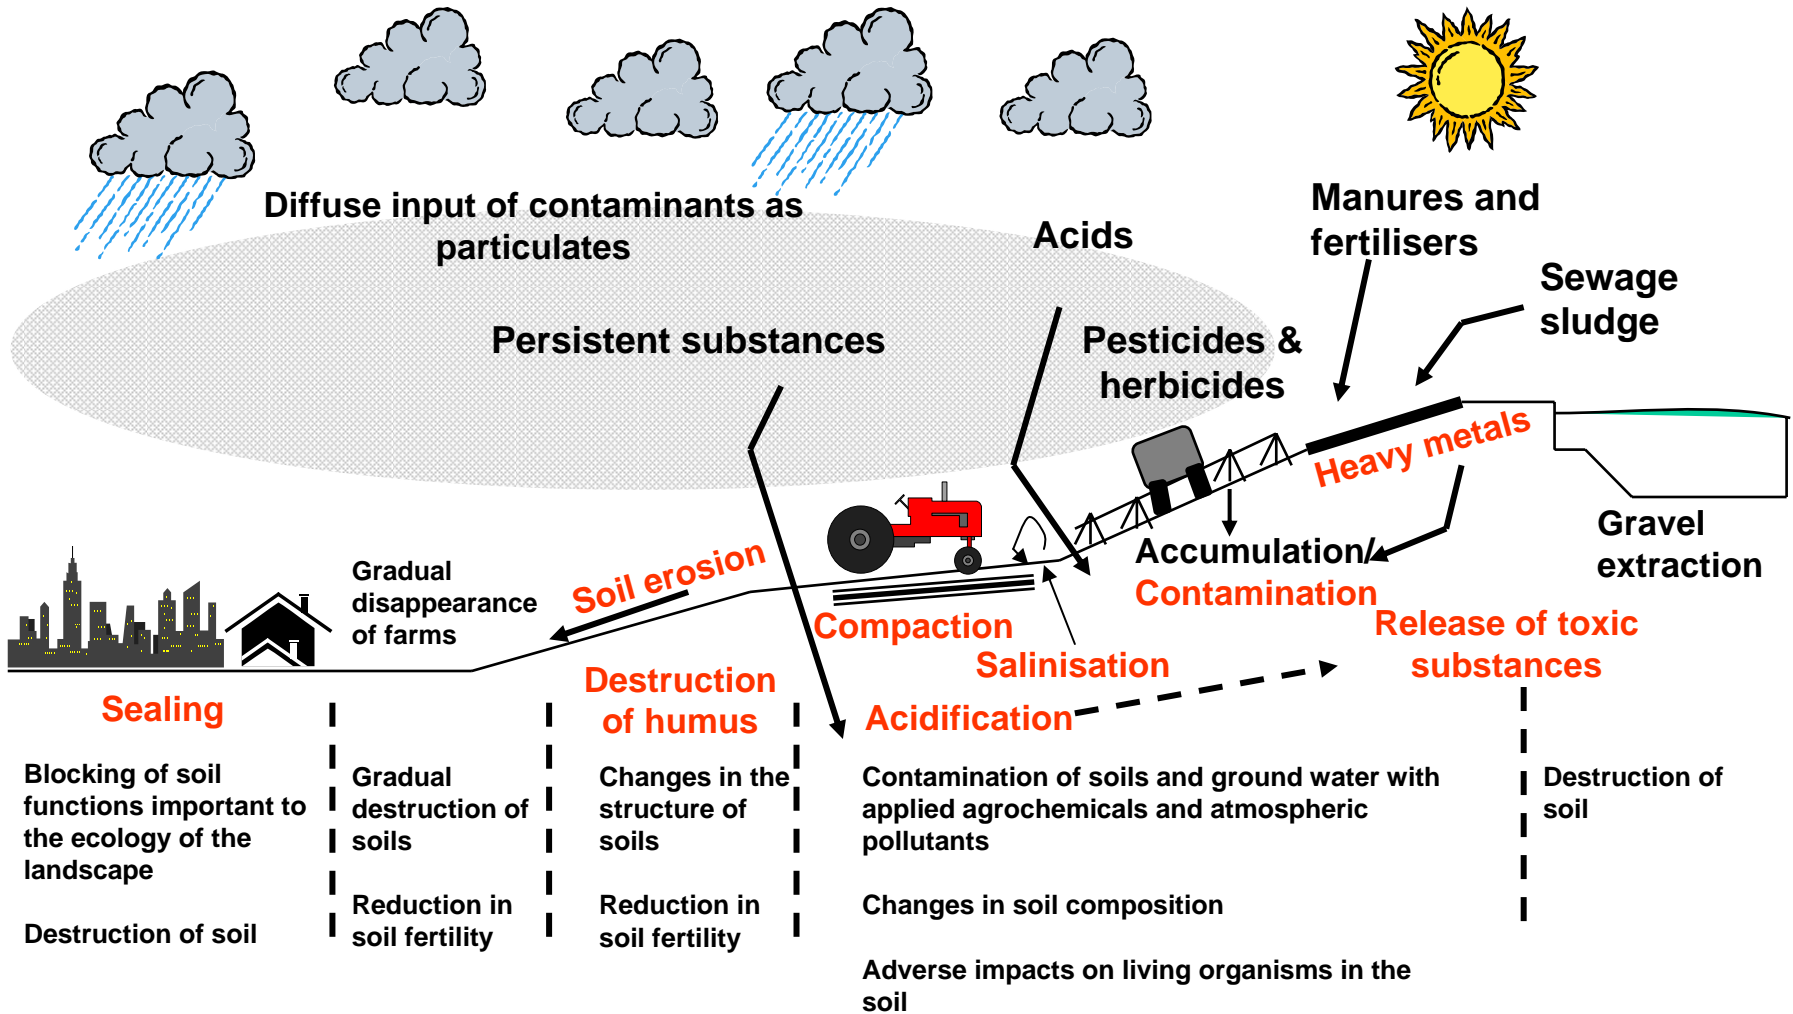 Diffuse input of contaminants as
particulates
Acids
Manures and
fertilisers
Sewage
sludge
Persistent substances
Pesticides &
herbicides
Heavy metals
Gravel
extraction
Accumulation/
Contamination
Soil erosion
Gradual
disappearance
of farms
Compaction
Salinisation
Release of toxic
substances
Sealing
Destruction
of humus
Acidification
Blocking of soil
functions important to
the ecology of the
landscape
Destruction of soil
Gradual
destruction of
soils
Reduction in
soil fertility
Changes in the
structure of
soils
Reduction in
soil fertility
Contamination of soils and ground water with
applied agrochemicals and atmospheric
pollutants
Changes in soil composition
Adverse impacts on living organisms in the
soil
Destruction of
soil